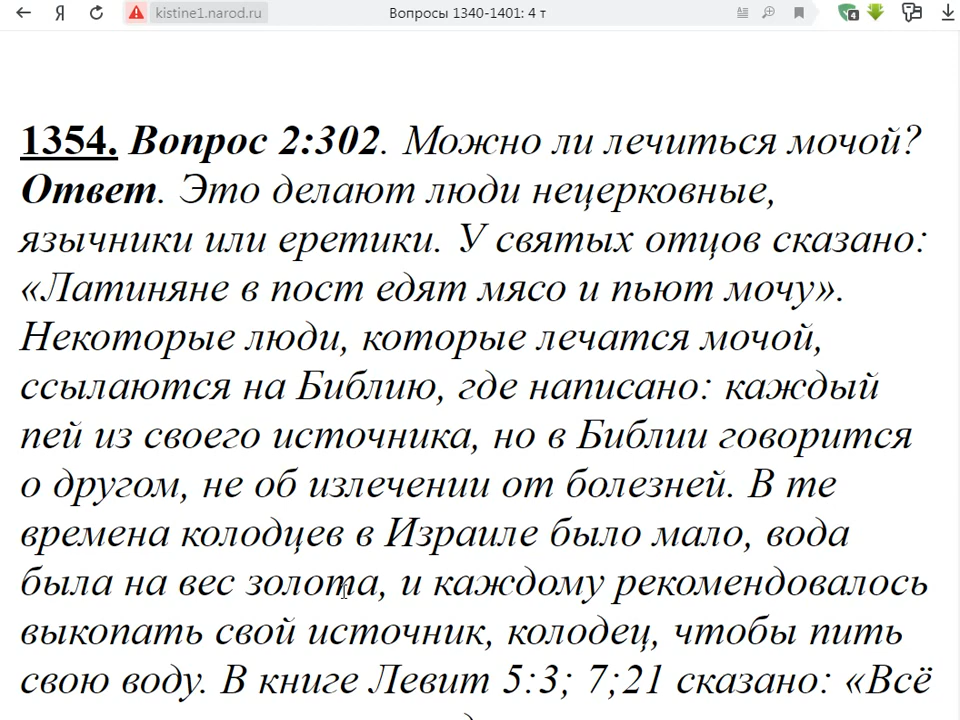 kistine1.narod.ru
Вопросы 1340-1401: 4 т
4
1354. Вопрос 2:302. Можно ли лечиться мочой?
Ответ. Это делают люди нецерковные,
язычники или еретики. У святых отцов сказано:
«Латиняне в пост едят мясо и пьют мочу».
Некоторые люди, которые лечатся мочой,
ссылаются на Библию, где написано: каждый
пей из своего источника, но в Библии говорится
о другом, не об излечении от болезней. В те
времена колодцев в Израиле было мало, вода
была на вес золота, и каждому рекомендовалось
выкопать свой источник, колодец, чтобы пить
свою воду. В книге Левит 5:3; 7;21 сказано: «Всё